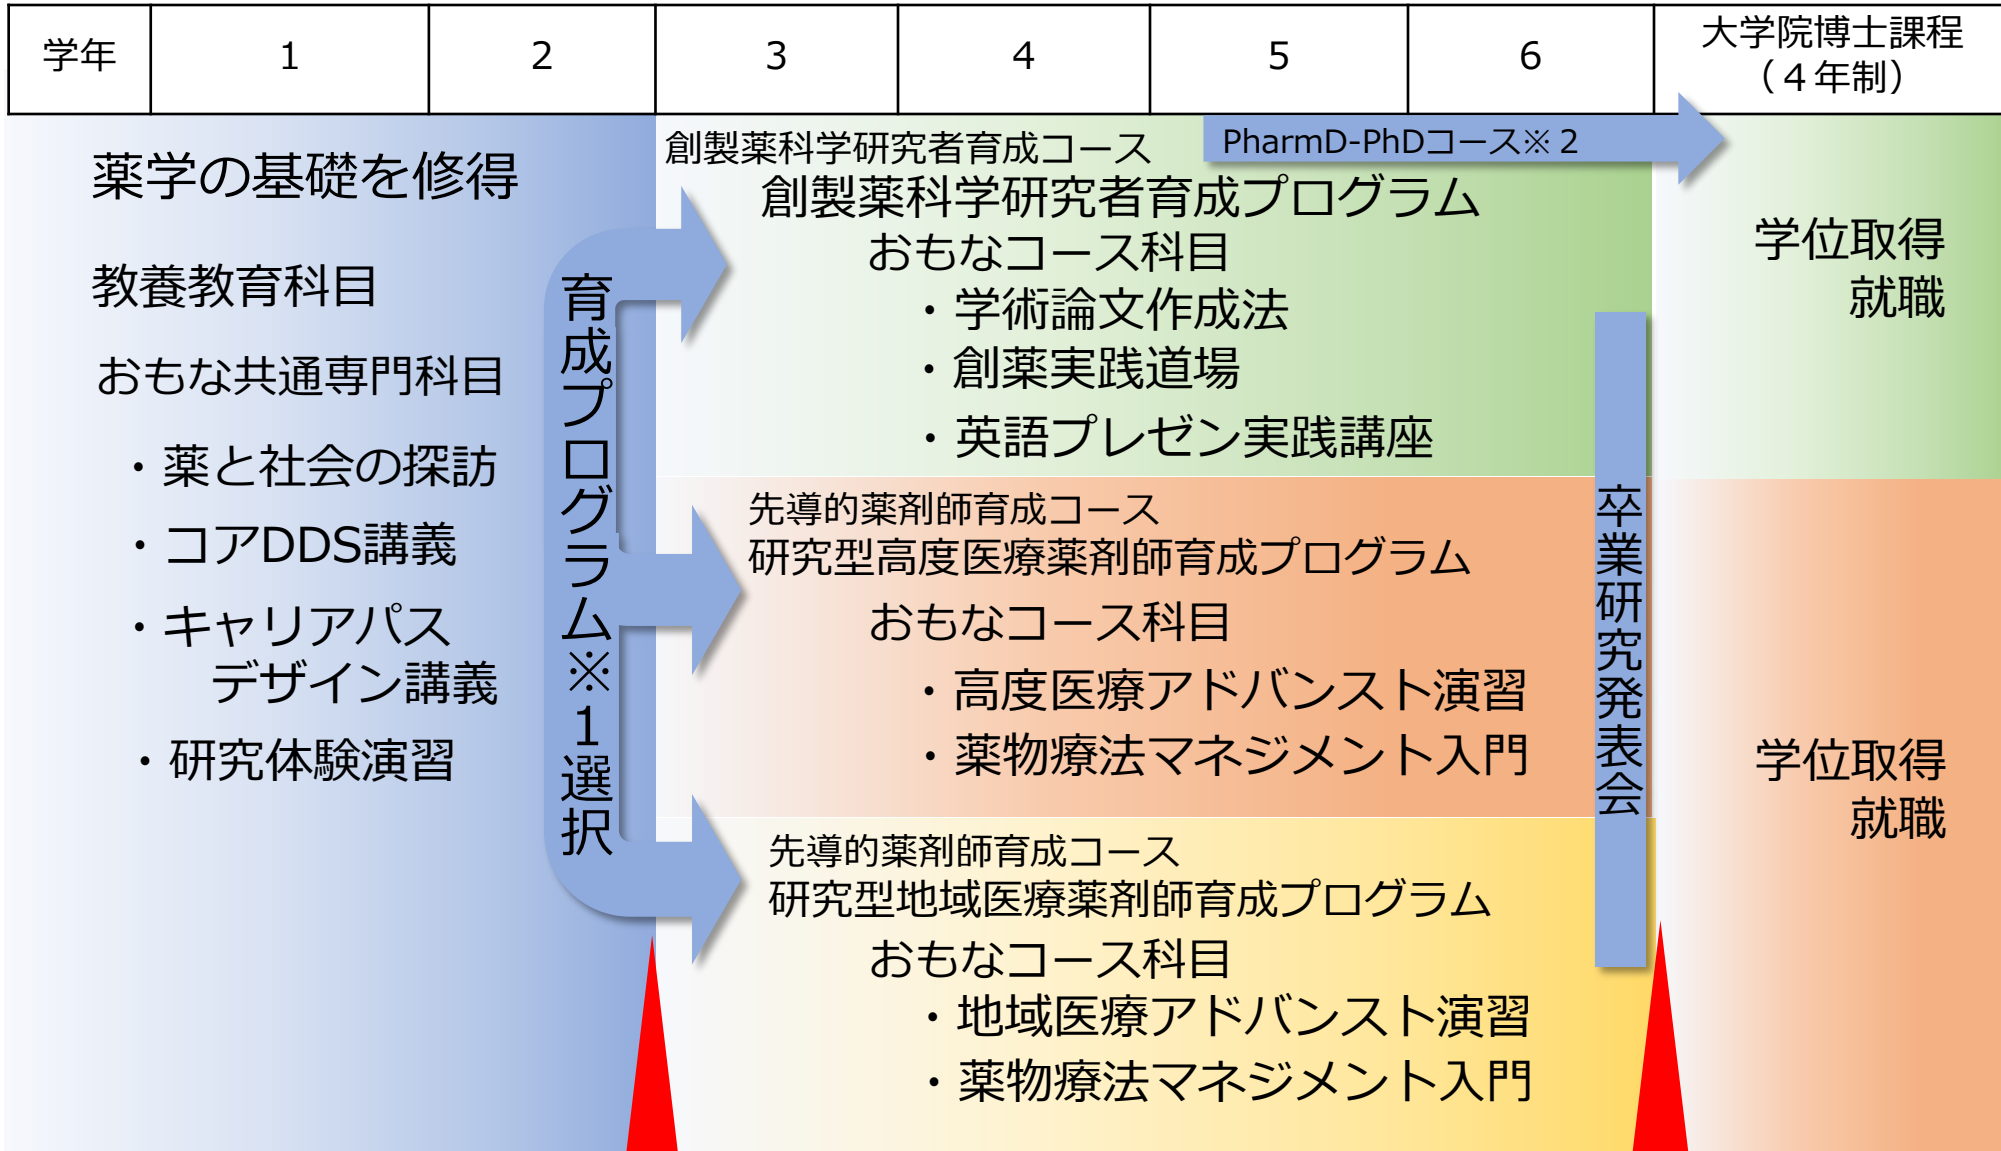 学年
1
2
3
4
5
6
大学院博士課程
(４年制)
薬学の基礎を修得
教養教育科目
おもな共通専門科目
・薬と社会の探訪
・コアDDS講義
・キャリアパス
デザイン講義
・研究体験演習
育成プログラム※1選択
創製薬科学研究者育成コース
PharmD-PhDコース※２
創製薬科学研究者育成プログラム
おもなコース科目
・学術論文作成法
・創薬実践道場
・英語プレゼン実践講座
先導的薬剤師育成コース
研究型高度医療薬剤師育成プログラム
おもなコース科目
・高度医療アドバンスト演習
・薬物療法マネジメント入門
先導的薬剤師育成コース
研究型地域医療薬剤師育成プログラム
おもなコース科目
・地域医療アドバンスト演習
・薬物療法マネジメント入門
卒業研究発表会
学位取得
就職
学位取得
就職